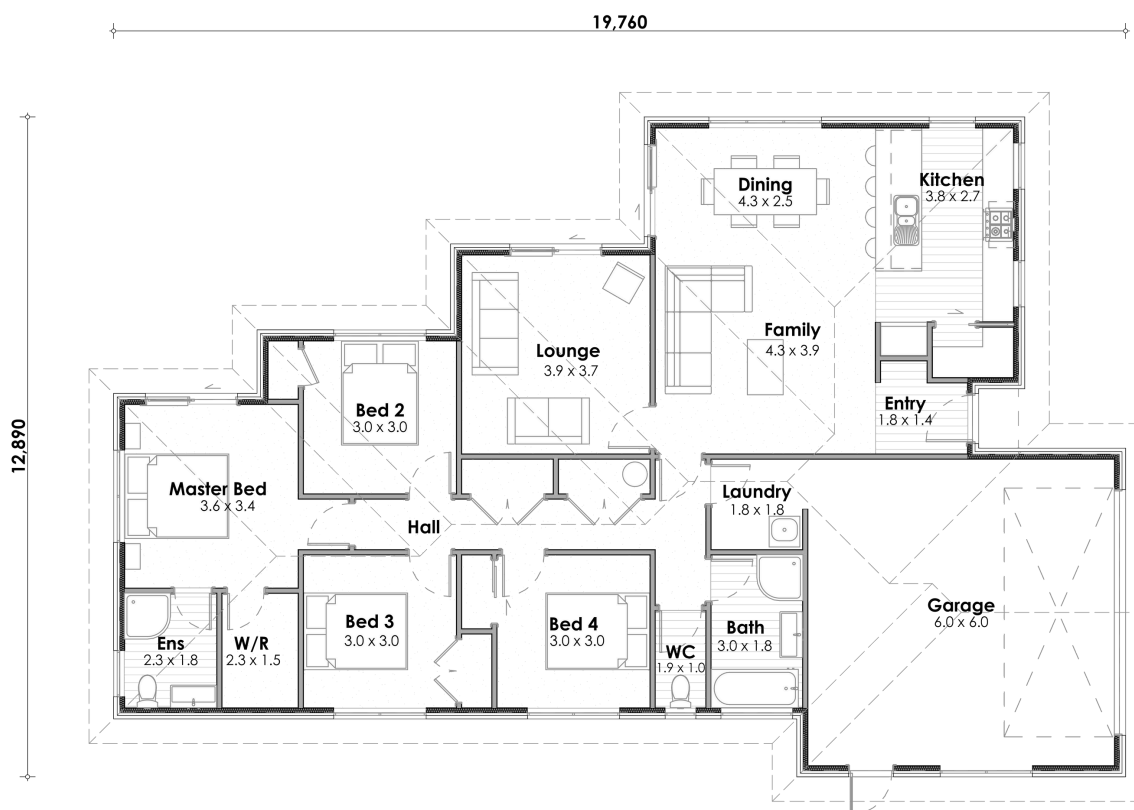 19,760
12,890
Dining
4.3 x 2.5
Kitchen
3.8 x 2.7
Family
4.3 x 3.9
Lounge
3.9 x 3.7
Entry
1.8 x 1.4
Bed 2
3.0 x 3.0
Master Bed
3.6 x 3.4
Hall
Laundry
1.8 x 1.8
Garage
6.0 x 6.0
Ens
2.3 x 1.8
W/R
2.3 x 1.5
Bed 3
3.0 x 3.0
Bed 4
3.0 x 3.0
WC
1.9 x 1.0
Bath
3.0 x 1.8